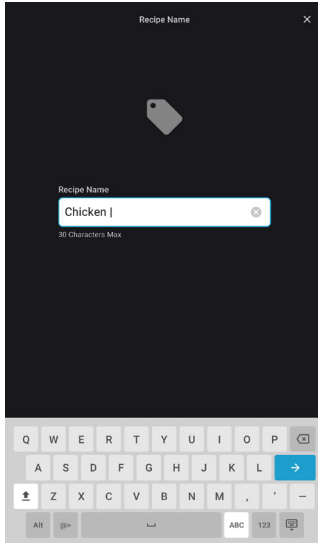 Recipe Name
Recipe Name
Chicken
30 Characters Max
Q W E R T Y U I O P
A S D F G H J K L
Z X C V B N M , ' –
Alt @> ABC 123